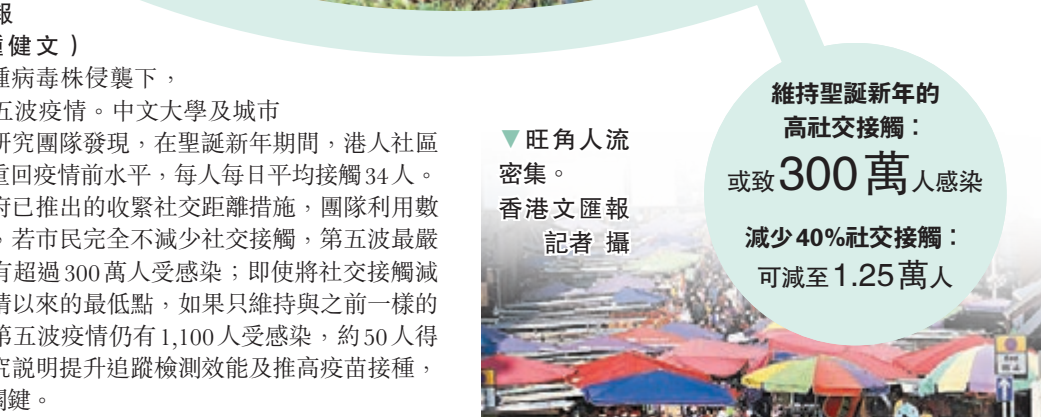 報
健文）
種病毒株侵襲下，
五波疫情。中文大學及城市
研究團隊發現，在聖誕新年期間，港人社區
重回疫情前水平，每人每日平均接觸34人。
府已推出的收緊社交距離措施，團隊利用數
，若市民完全不減少社交接觸，第五波最嚴
有超過300萬人受感染；即使將社交接觸減
情以來的最低點，如果只維持與之前一樣的
第五波疫情仍有1,100人受感染，約50人得
究説明提升追蹤檢測效能及推高疫苗接種，
關鍵。
▼旺角人流
密集。
香港文匯報
記者 攝
維持聖誕新年的
高社交接觸：
或致300萬人感染
減少40%社交接觸：
可減至1.25萬人